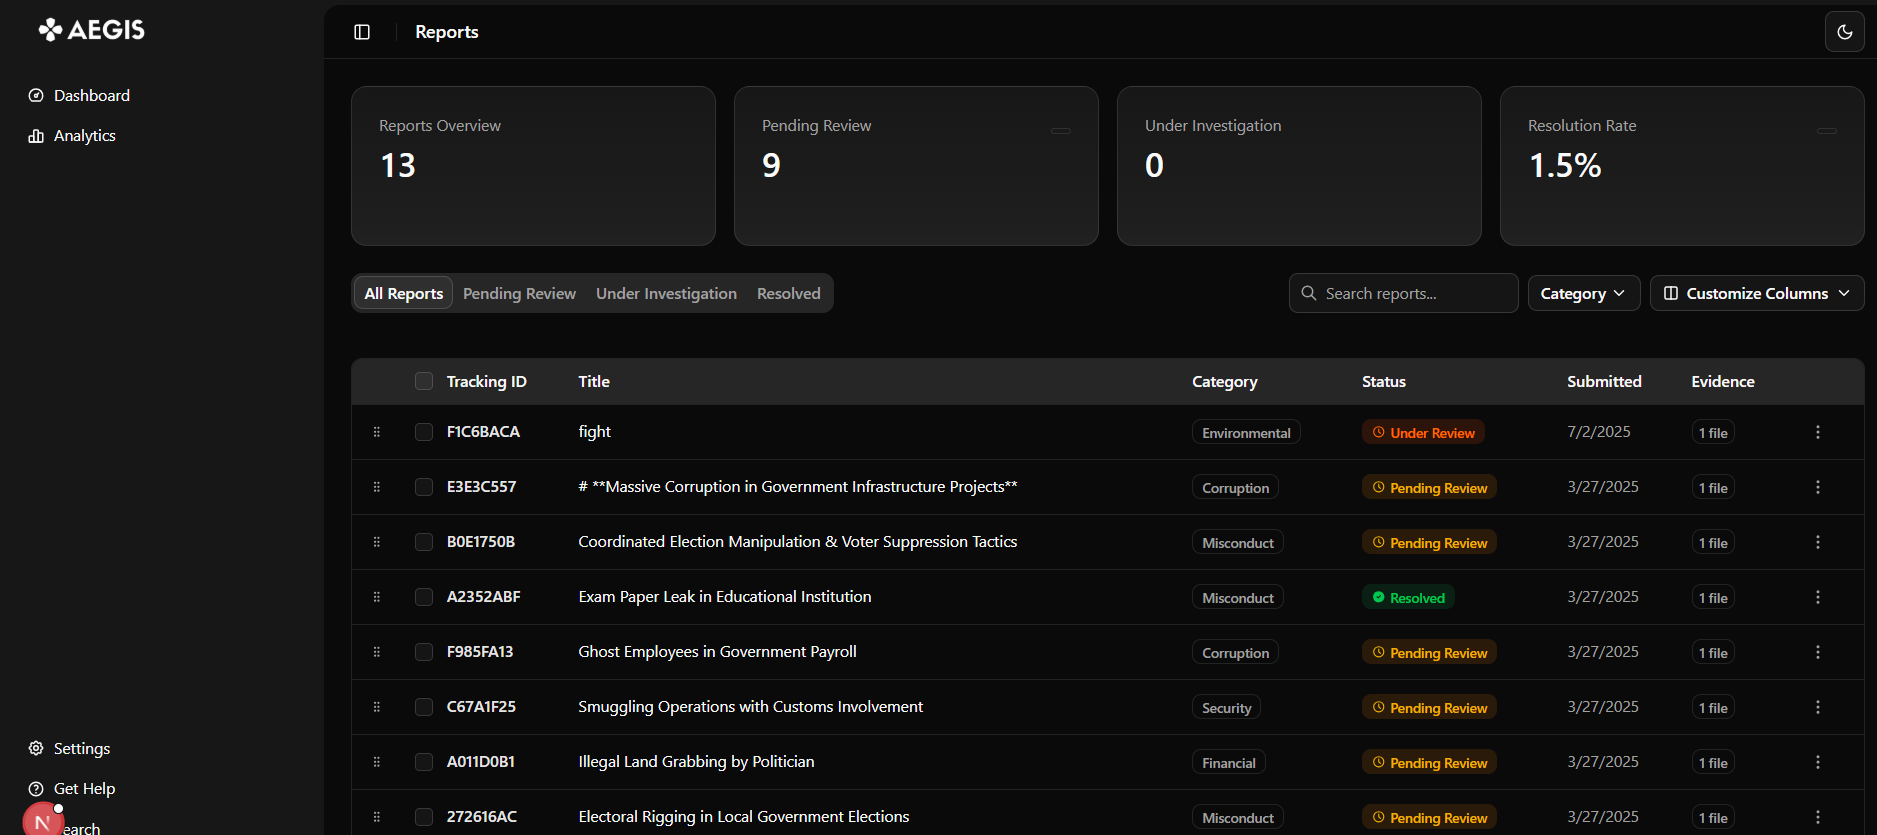 AEGIS
Dashboard
Analytics
Settings
Get Help
earch
N
Reports
Reports Overview
13
Pending Review
9
Under Investigation
0
Resolution Rate
1.5%
All Reports Pending Review Under Investigation Resolved
Search reports... Category Customize Columns
Tracking ID Title Category Status Submitted Evidence
F1C6BACA fight Environmental Under Review 7/2/2025 1 file
E3E3C557 # **Massive Corruption in Government Infrastructure Projects** Corruption Pending Review 3/27/2025 1 file
B0E1750B Coordinated Election Manipulation & Voter Suppression Tactics Misconduct Pending Review 3/27/2025 1 file
A2352ABF Exam Paper Leak in Educational Institution Misconduct Resolved 3/27/2025 1 file
F985FA13 Ghost Employees in Government Payroll Corruption Pending Review 3/27/2025 1 file
C67A1F25 Smuggling Operations with Customs Involvement Security Pending Review 3/27/2025 1 file
A011D0B1 Illegal Land Grabbing by Politician Financial Pending Review 3/27/2025 1 file
272616AC Electoral Rigging in Local Government Elections Misconduct Pending Review 3/27/2025 1 file